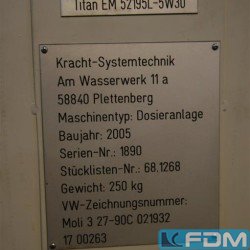 Titan EM 52195L-5W30
Kracht-Systemtechnik
Am Wasserwerk 11 a
58840 Plettenberg
Maschinentyp: Dosieranlage
Baujahr: 2005
Serien-Nr.: 1890
Stücklisten-Nr.: 68.1268
Gewicht: 250 kg
VW-Zeichnungsnummer:
Moli 3 27-90C 021932
17 00263
FDM